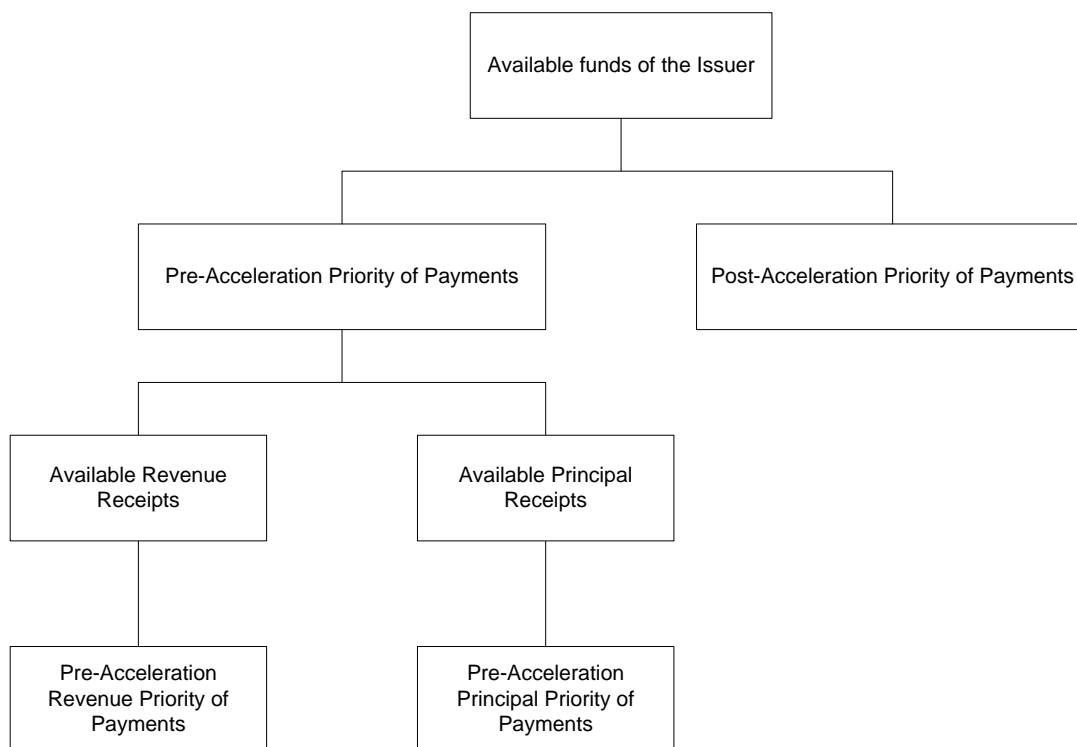 Available funds of the Issuer
Pre-Acceleration Priority of Payments
Post-Acceleration Priority of Payments
Available Revenue
Receipts
Available Principal
Receipts
Pre-Acceleration
Revenue Priority of
Payments
Pre-Acceleration
Principal Priority of
Payments